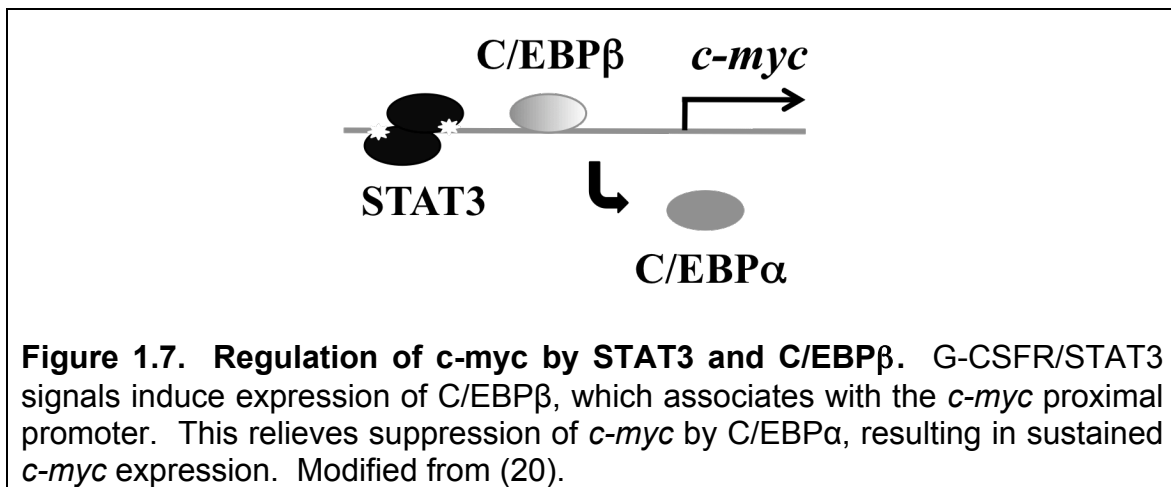 C/EBPβ c-myc
STAT3
C/EBPα
Figure 1.7. Regulation of c-myc by STAT3 and C/EBPβ. G-CSFR/STAT3
signals induce expression of C/EBPβ, which associates with the c-myc proximal
promoter. This relieves suppression of c-myc by C/EBPα, resulting in sustained
c-myc expression. Modified from (20).